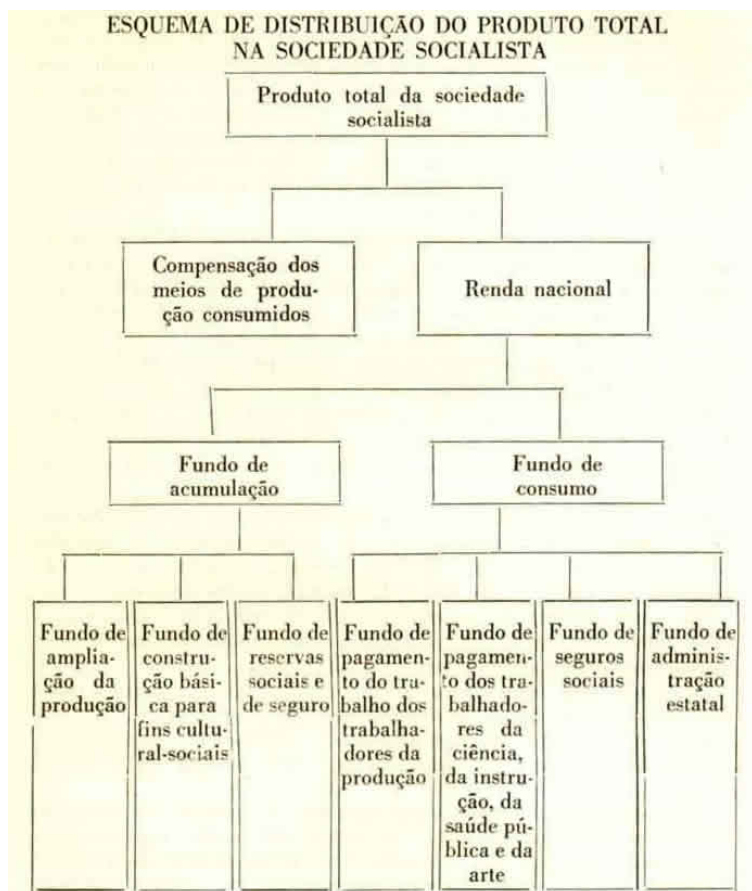 ESQUEMA DE DISTRIBUIÇÃO DO PRODUTO TOTAL
NA SOCIEDADE SOCIALISTA
Produto total da sociedade
socialista
Compensação dos
meios de produ-
ção consumidos
Renda nacional
Fundo de
acumulação
Fundo de
consumo
Fundo de
amplia-
ção da
produção
Fundo de
constru-
ção bási-
ca para
fins cultu-
ral-sociais
Fundo de
reservas
sociais e
de seguro
Fundo de
pagamen-
to do tra-
balho dos
trabalha-
dores da
produção
Fundo de
pagamen-
to dos tra-
balhado-
res da
ciência,
da instru-
ção, da
saúde pú-
blica e da
arte
Fundo de
seguros
sociais
Fundo de
adminis-
tração
estatal